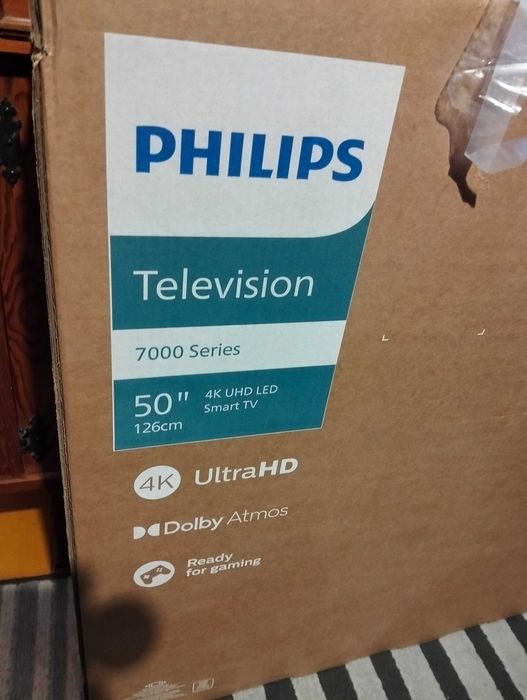 PHILIPS
Television
7000 Series
50" 4K UHD LED
126cm Smart TV
4K UltraHD
Dolby Atmos
Ready
for gaming